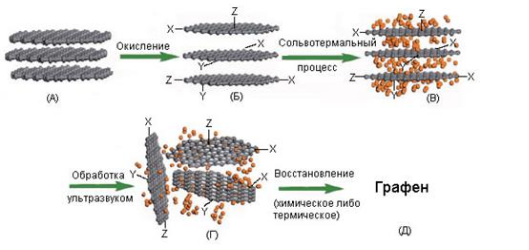 Z
X
Окисление
X
Y
Z
X
Y
(А)
(Б)
Сольвотермальный
процесс
Z
X
X
Y
Z
X
Y
(В)
X
Обработка
ультразвуком
Y
Z
Z
X
Y
(Г)
Восстановление
(химическое либо
термическое)
Графен
(Д)